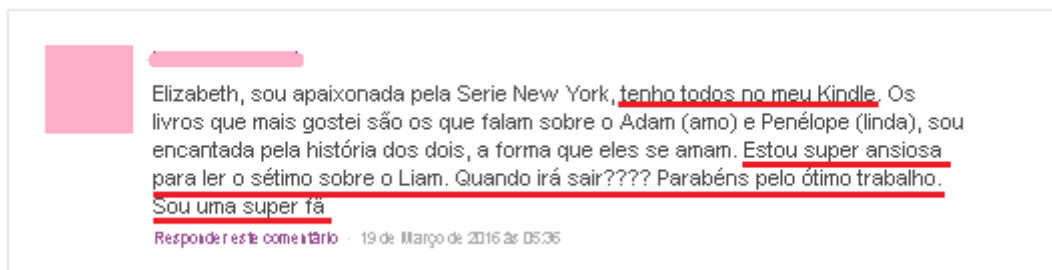 Elizabeth, sou apaixonada pela Serie New York, tenho todos no meu Kindle. Os
livros que mais gostei são os que falam sobre o Adam (amo) e Penélope (linda), sou
encantada pela história dos dois, a forma que eles se amam. Estou super ansiosa
para ler o sétimo sobre o Liam. Quando irá sair???? Parabéns pelo ótimo trabalho.
Sou uma super fã
Responder este comentário · 19 de Março de 2016 às 05:36